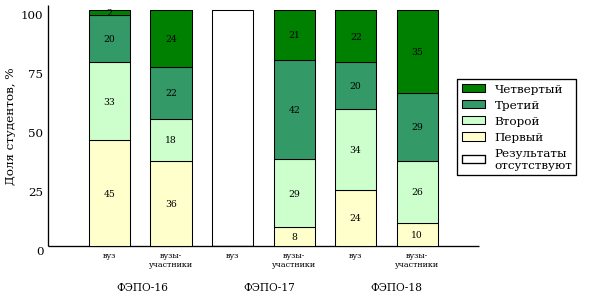 100
75
50
25
0
Доля студентов, %
2
20
33
45
24
22
18
36
21
42
29
8
22
20
34
24
35
29
26
10
вуз
вузы-
участники
вуз
вузы-
участники
вуз
вузы-
участники
ФЭПО-16
ФЭПО-17
ФЭПО-18
Четвертый
Третий
Второй
Первый
Результаты
отсутствуют